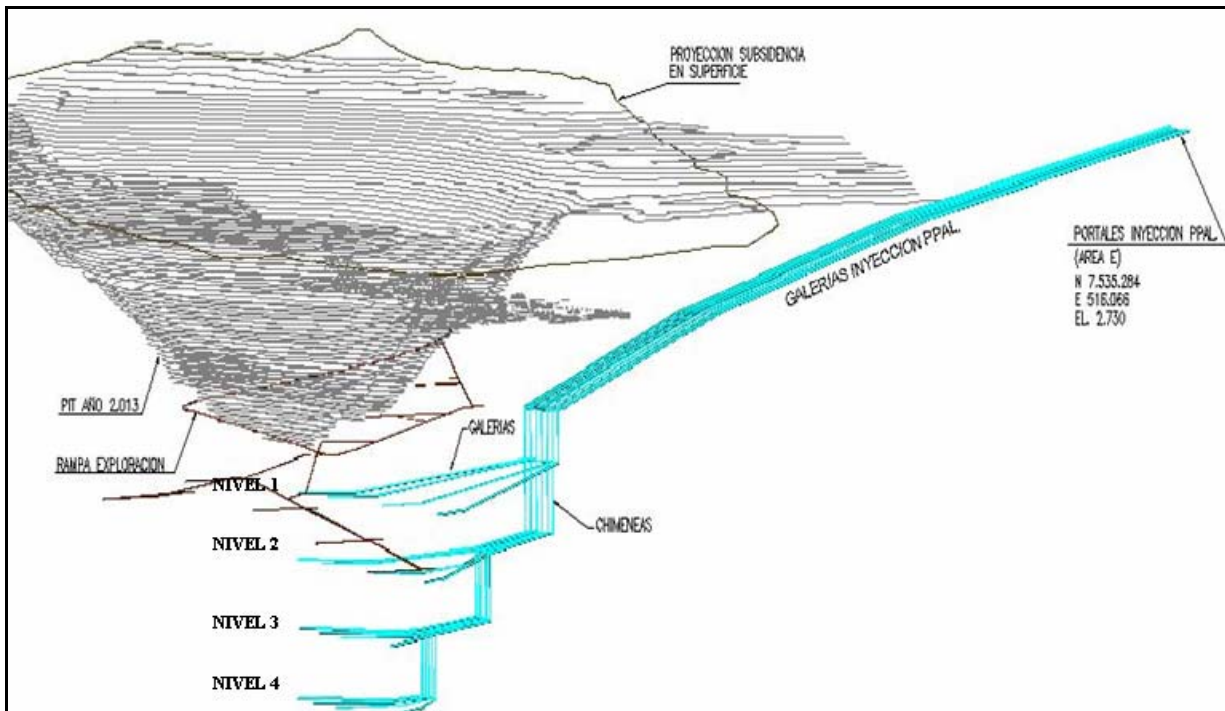 PROYECCION SUBSIDENCIA
EN SUPERFICIE
GALERIAS INYECCION PPAL.
PORTALES INYECCION PPAL.
(AREA E)
N 7.535.284
E 516.066
EL. 2.730
PIT AÑO 2.013
RAMPA EXPLORACION
GALERIAS
NIVEL 1
CHIMENEAS
NIVEL 2
NIVEL 3
NIVEL 4